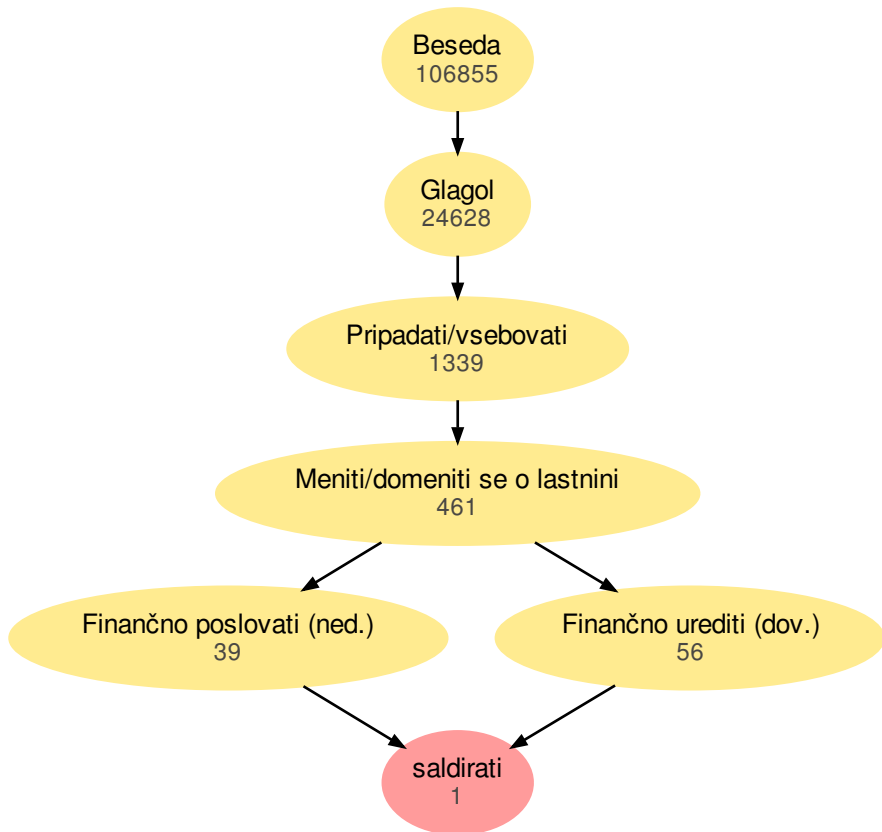 Beseda
106855
Glagol
24628
Pripadati/vsebovati
1339
Meniti/domeniti se o lastnini
461
Finančno poslovati (ned.)
39
Finančno urediti (dov.)
56
saldirati
1